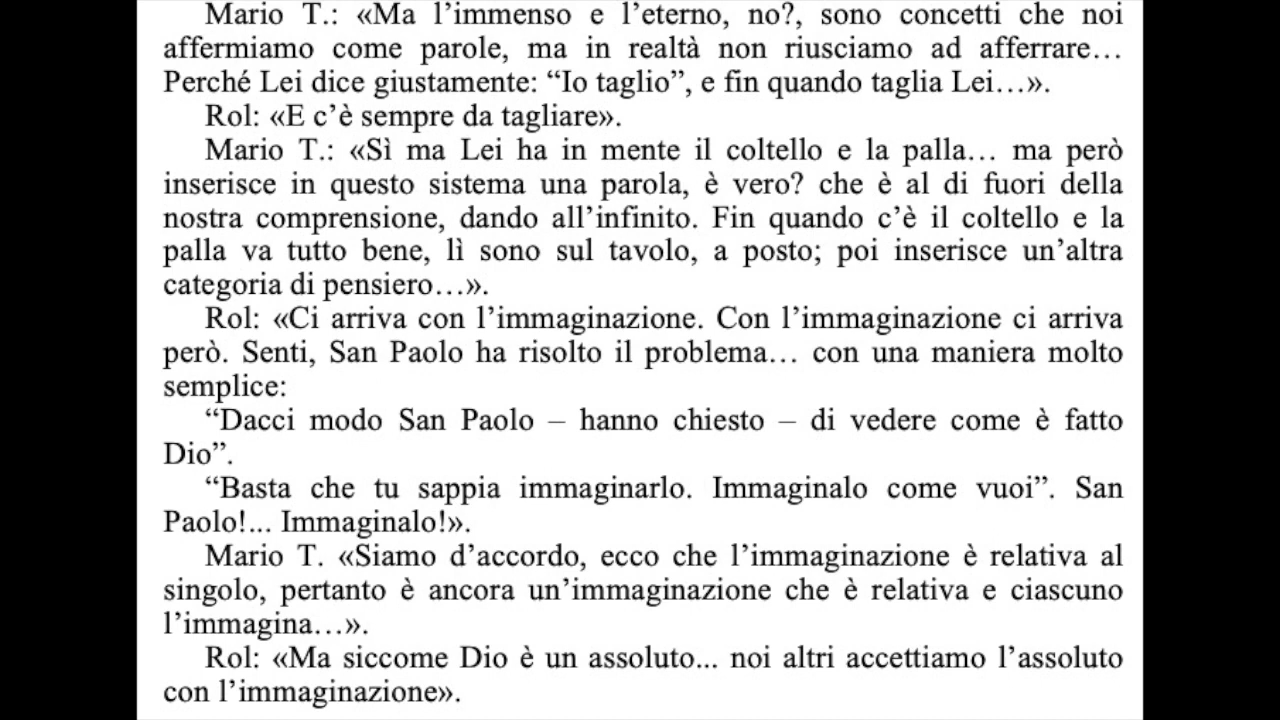 Mario T.: «Ma l’immenso e l’eterno, no?, sono concetti che noi
affermiamo come parole, ma in realtà non riusciamo ad afferrare…
Perché Lei dice giustamente: “Io taglio”, e fin quando taglia Lei…».
Rol: «E c’è sempre da tagliare».
Mario T.: «Sì ma Lei ha in mente il coltello e la palla… ma però
inserisce in questo sistema una parola, è vero? che è al di fuori della
nostra comprensione, dando all’infinito. Fin quando c’è il coltello e la
palla va tutto bene, lì sono sul tavolo, a posto; poi inserisce un’altra
categoria di pensiero…».
Rol: «Ci arriva con l’immaginazione. Con l’immaginazione ci arriva
però. Senti, San Paolo ha risolto il problema… con una maniera molto
semplice:
“Dacci modo San Paolo – hanno chiesto – di vedere come è fatto
Dio”.
“Basta che tu sappia immaginarlo. Immaginalo come vuoi”. San
Paolo!... Immaginalo!».
Mario T. «Siamo d’accordo, ecco che l’immaginazione è relativa al
singolo, pertanto è ancora un’immaginazione che è relativa e ciascuno
l’immagina…».
Rol: «Ma siccome Dio è un assoluto... noi altri accettiamo l’assoluto
con l’immaginazione».